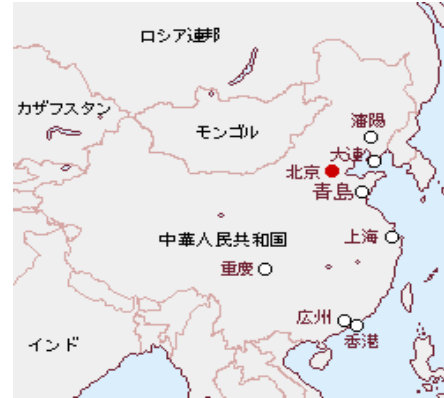 ロシア連邦
カザフスタン
モンゴル
瀋陽
大連
北京
青島
中華人民共和国
上海
重慶
広州
香港
インド